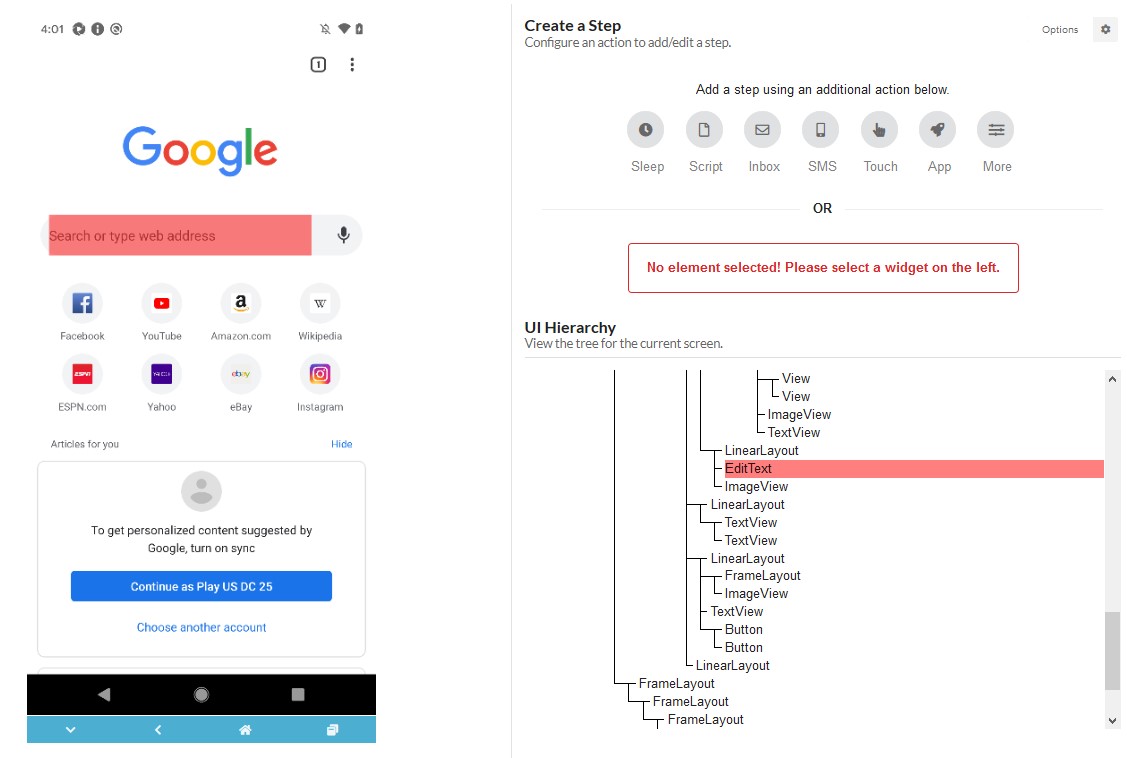 4:01
1
Google
Search or type web address
Facebook
YouTube
Amazon.com
Wikipedia
ESPN.com
Yahoo
eBay
Instagram
Articles for you
Hide
To get personalized content suggested by
Google, turn on sync
Continue as Play US DC 25
Choose another account
Create a Step
Configure an action to add/edit a step.
Options
Add a step using an additional action below.
Sleep
Script
Inbox
SMS
Touch
App
More
OR
No element selected! Please select a widget on the left.
UI Hierarchy
View the tree for the current screen.
View
View
ImageView
TextView
LinearLayout
EditText
ImageView
LinearLayout
TextView
TextView
LinearLayout
FrameLayout
ImageView
TextView
Button
Button
LinearLayout
FrameLayout
FrameLayout
FrameLayout